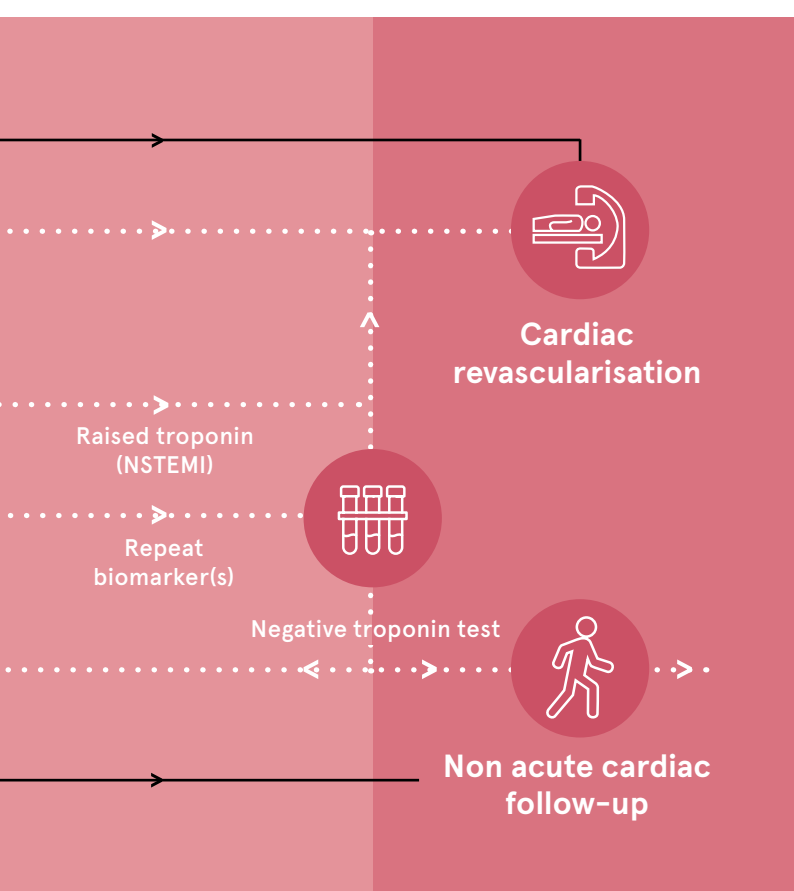 Cardiac
revascularisation
Raised troponin
(NSTEMI)
Repeat
biomarker(s)
Negative troponin test
Non acute cardiac
follow-up